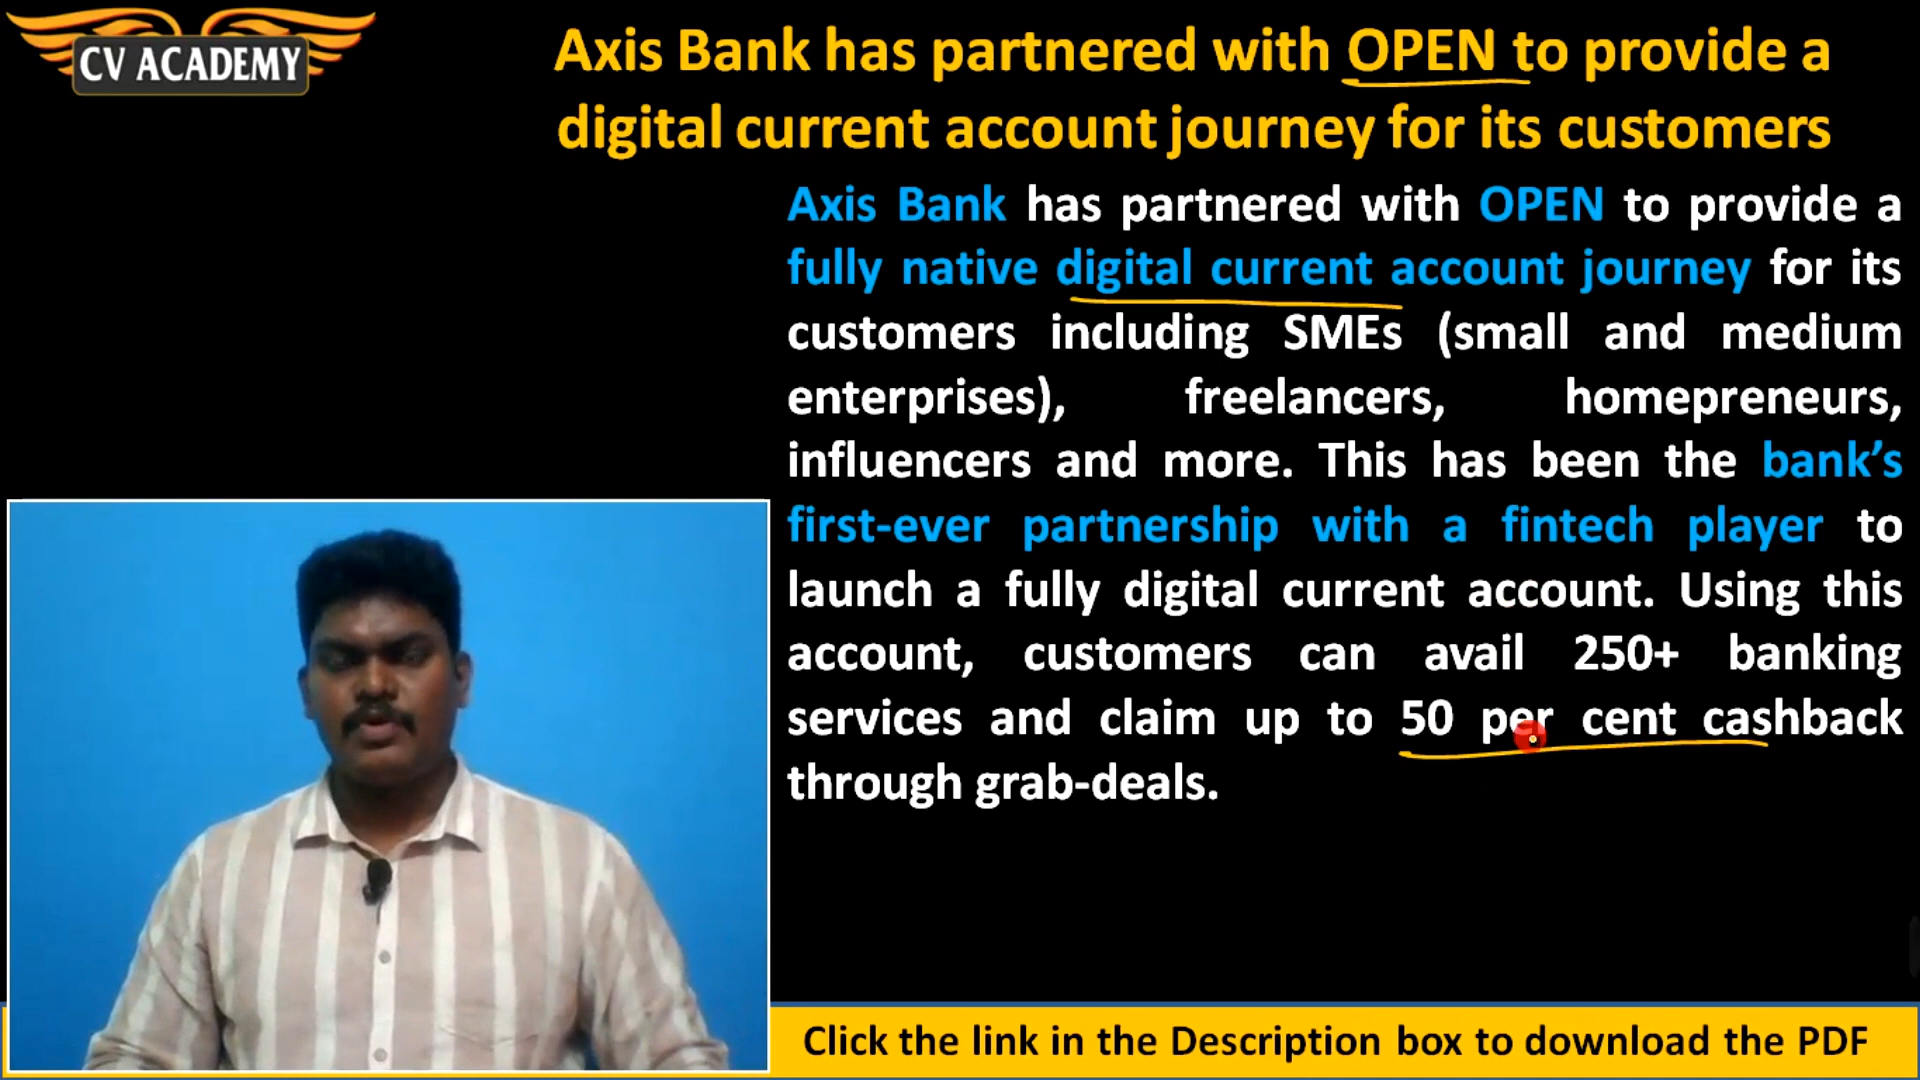 CV ACADEMY
Axis Bank has partnered with OPEN to provide a
digital current account journey for its customers
Axis Bank has partnered with OPEN to provide a
fully native digital current account journey for its
customers including SMEs (small and medium
enterprises), freelancers, homepreneurs,
influencers and more. This has been the bank's
first-ever partnership with a fintech player to
launch a fully digital current account. Using this
account, customers can avail 250+ banking
services and claim up to 50 per cent cashback
through grab-deals.
Click the link in the Description box to download the PDF